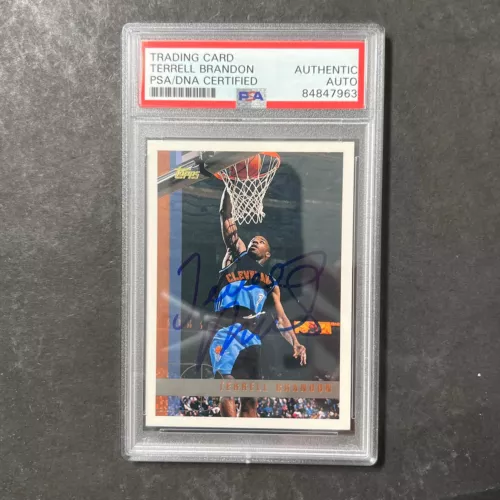 TRADING CARD
TERRELL BRANDON
PSA/DNA CERTIFIED
AUTHENTIC
AUTO
84847963
PSA
Topps
CLEVELAND
TERRELL BRANDON